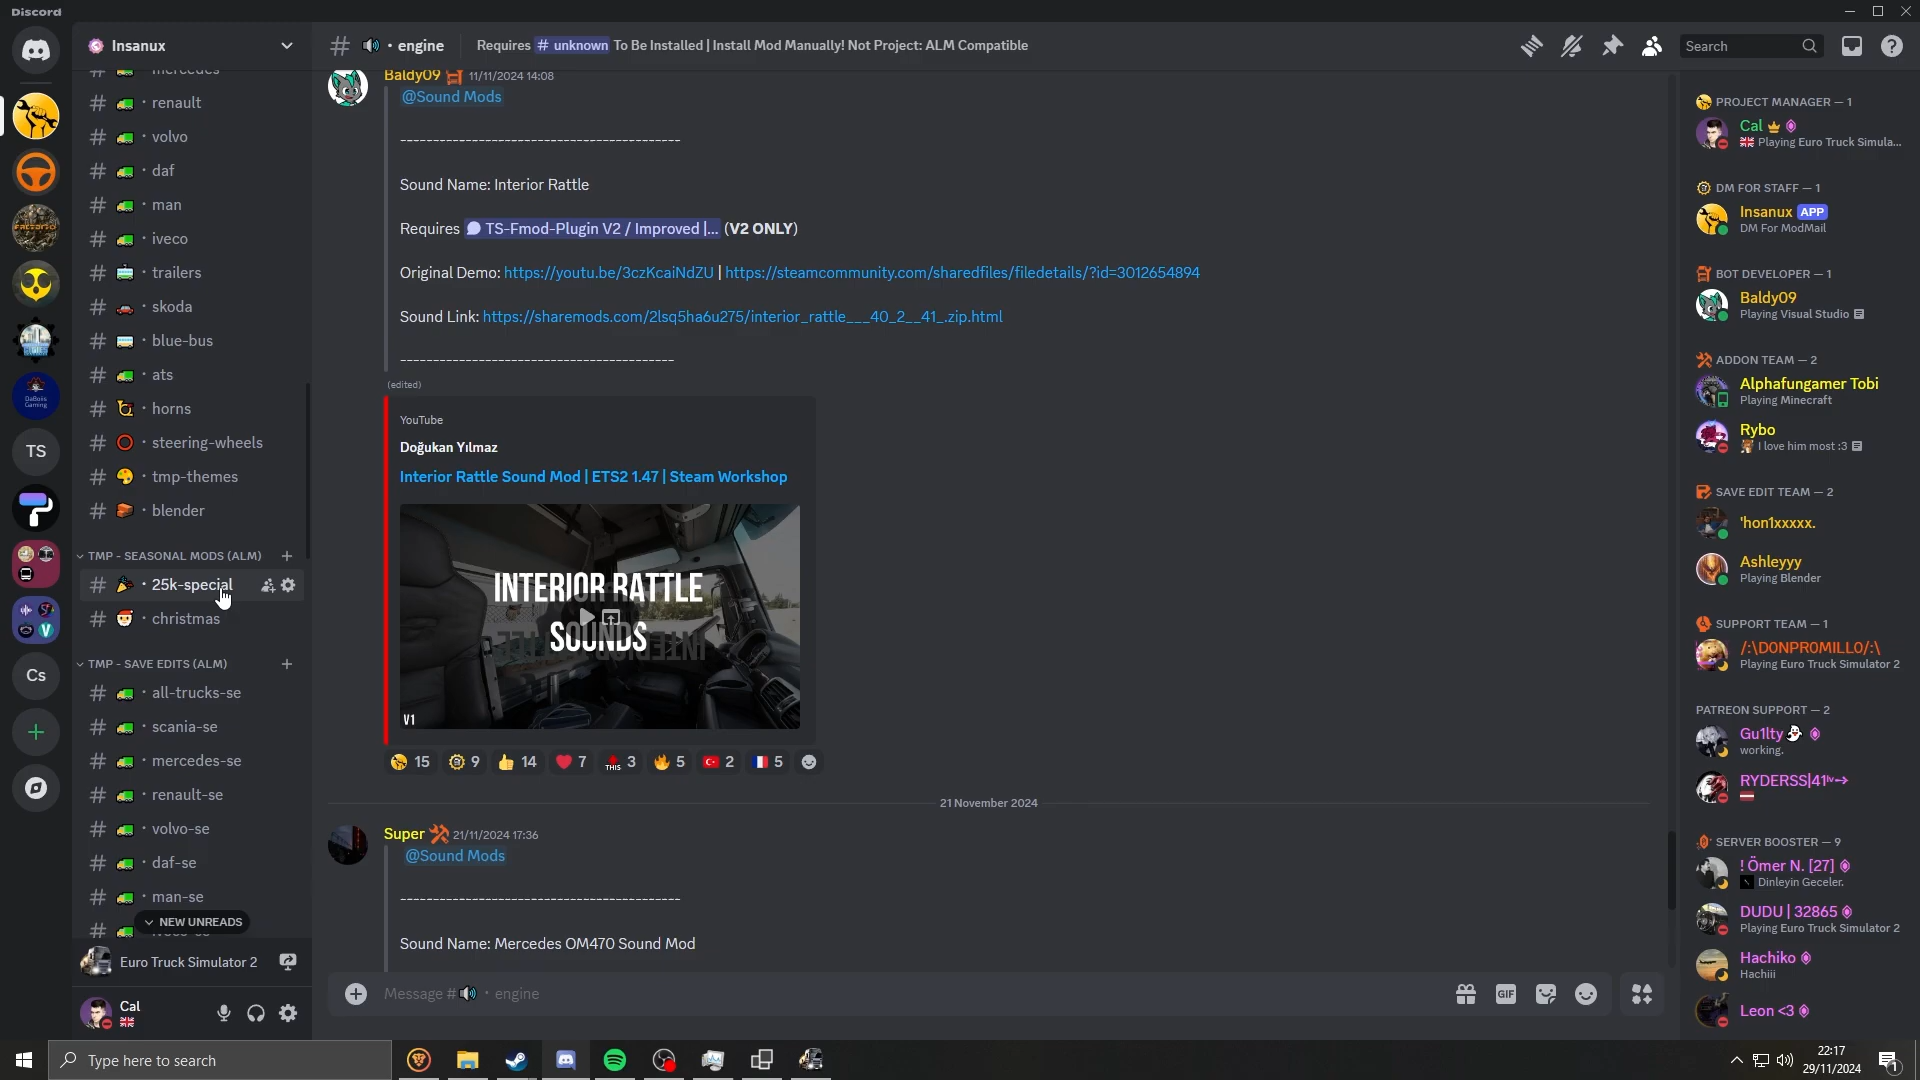 Discord
Insanux
mercedes
renault
volvo
daf
man
iveco
trailers
skoda
blue-bus
ats
horns
steering-wheels
tmp-themes
blender
TMP - SEASONAL MODS (ALM)
25k-special
christmas
TMP - SAVE EDITS (ALM)
all-trucks-se
scania-se
mercedes-se
renault-se
volvo-se
daf-se
man-se
NEW UNREADS
Euro Truck Simulator 2
Cal
TS
Cs
engine
Requires # unknown To Be Installed | Install Mod Manually! Not Project: ALM Compatible
Search
Baldy09 11/11/2024 14:08
@Sound Mods
-------------------------------------------
Sound Name: Interior Rattle
Requires TS-Fmod-Plugin V2 / Improved |... (V2 ONLY)
Original Demo: https://youtu.be/3czKcaiNdZU | https://steamcommunity.com/sharedfiles/filedetails/?id=3012654894
Sound Link: https://sharemods.com/2lsq5ha6u275/interior_rattle___40_2__41_.zip.html
------------------------------------------
(edited)
YouTube
Doğukan Yılmaz
Interior Rattle Sound Mod | ETS2 1.47 | Steam Workshop
INTERIOR RATTLE
SOUNDS
V1
15 9 14 7 THIS 3 5 2 5
21 November 2024
Super 21/11/2024 17:36
@Sound Mods
-------------------------------------------
Sound Name: Mercedes OM470 Sound Mod
Message # engine
GIF
PROJECT MANAGER — 1
Cal
Playing Euro Truck Simula...
DM FOR STAFF — 1
Insanux APP
DM For ModMail
BOT DEVELOPER — 1
Baldy09
Playing Visual Studio
ADDON TEAM — 2
Alphafungamer Tobi
Playing Minecraft
Rybo
I love him most :3
SAVE EDIT TEAM — 2
'hon1xxxxx.
Ashleyyy
Playing Blender
SUPPORT TEAM — 1
/:\D0NPR0MILL0/:\
Playing Euro Truck Simulator 2
PATREON SUPPORT — 2
Gu1lty
working.
RYDERSS|41ˡᵛ➙
SERVER BOOSTER — 9
! Ömer N. [27]
Dinleyin Geceler.
DUDU | 32865
Playing Euro Truck Simulator 2
Hachiko
Hachiii
Leon <3
Type here to search
22:17
29/11/2024
1